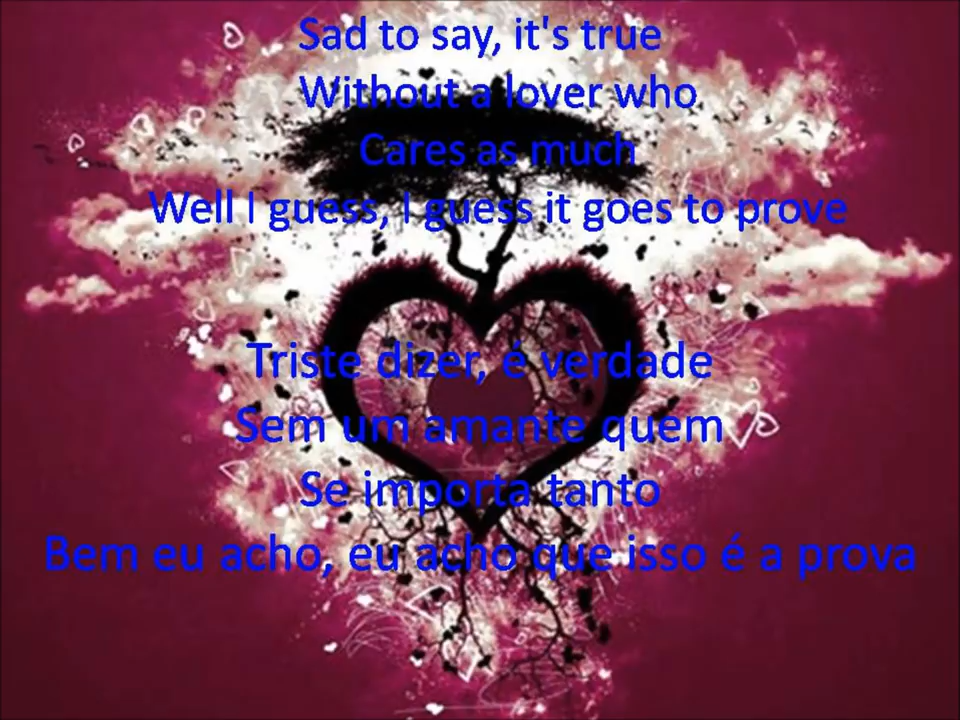 Sad to say, it's true
Without a lover who
Cares as much
Well I guess, I guess it goes to prove
Triste dizer, é verdade
Sem um amante quem
Se importa tanto
Bem eu acho, eu acho que isso é a prova